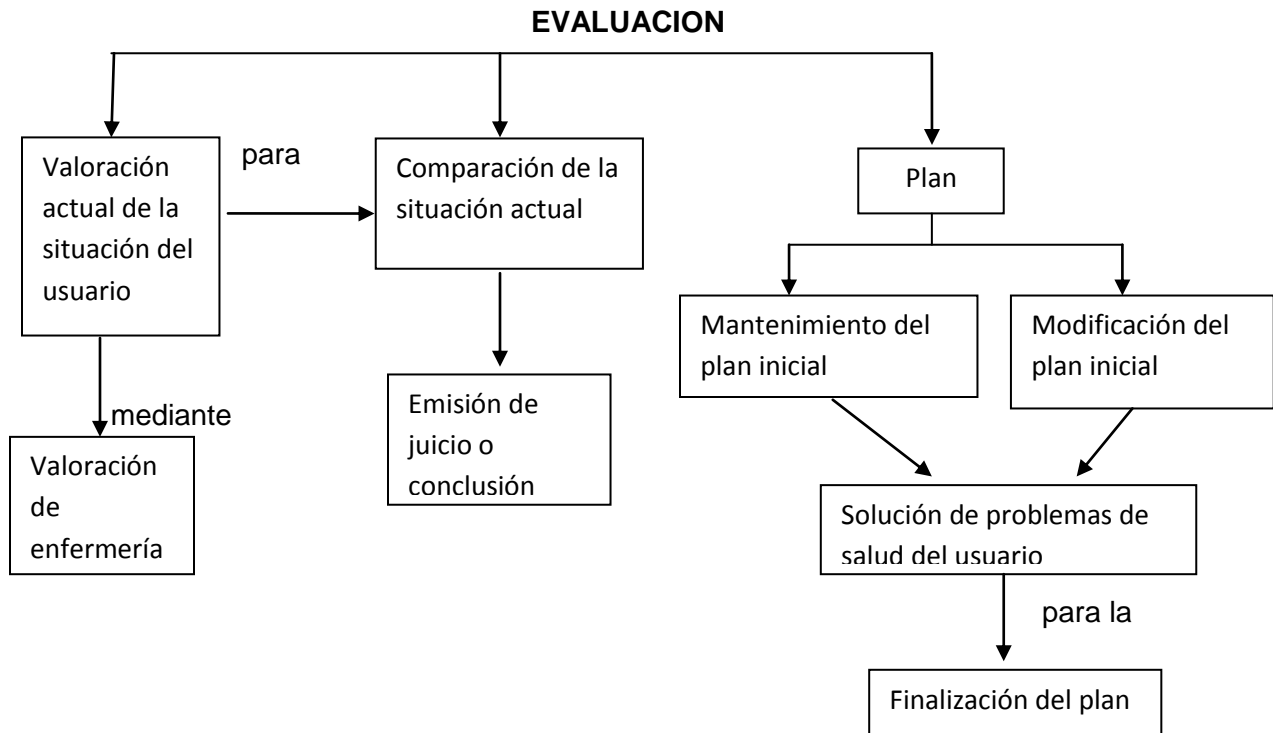 EVALUACION
Valoración
actual de la
situación del
usuario
para
Comparación de la
situación actual
Plan
Mantenimiento del
plan inicial
Modificación del
plan inicial
mediante
Valoración
de
enfermería
Emisión de
juicio o
conclusión
Solución de problemas de
salud del usuario
para la
Finalización del plan